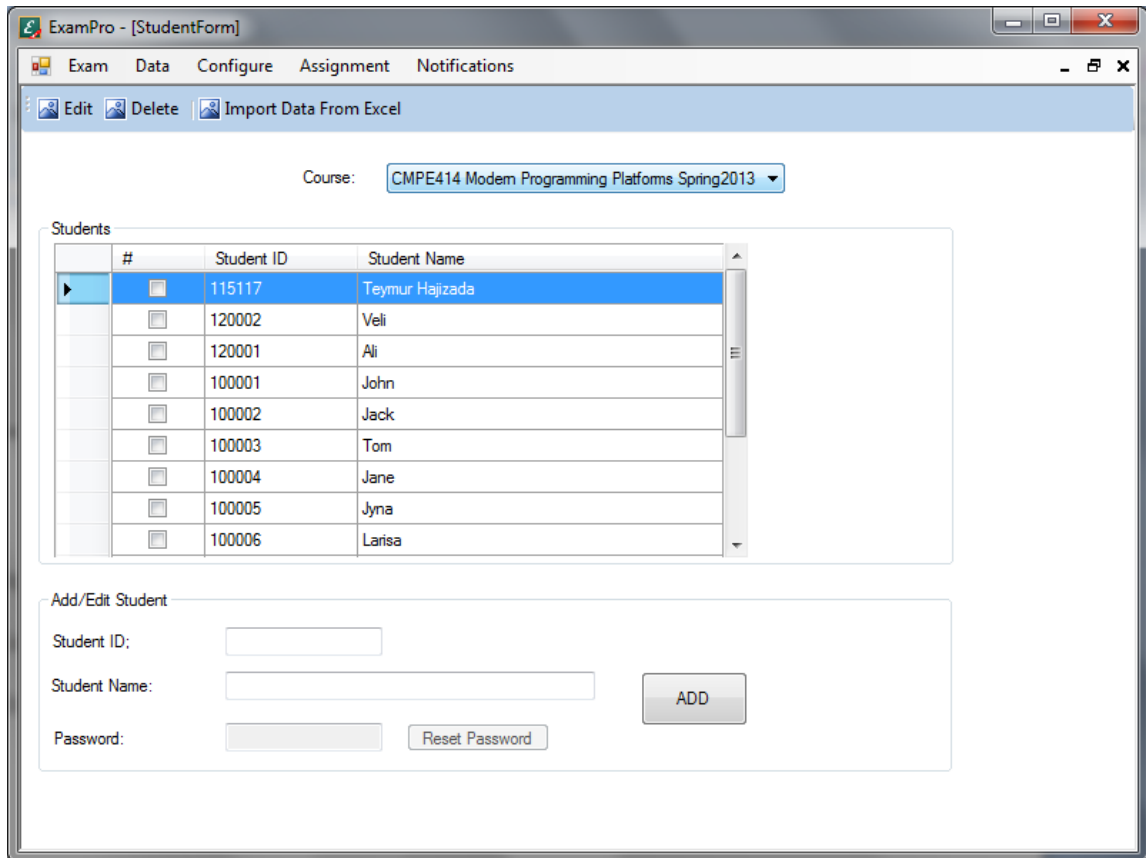 ExamPro - [StudentForm]
Exam Data Configure Assignment Notifications
Edit Delete Import Data From Excel
Course: CMPE414 Modern Programming Platforms Spring2013
Students
# Student ID Student Name
115117 Teymur Hajizada
120002 Veli
120001 Ali
100001 John
100002 Jack
100003 Tom
100004 Jane
100005 Jyna
100006 Larisa
Add/Edit Student
Student ID;
Student Name:
ADD
Password: Reset Password